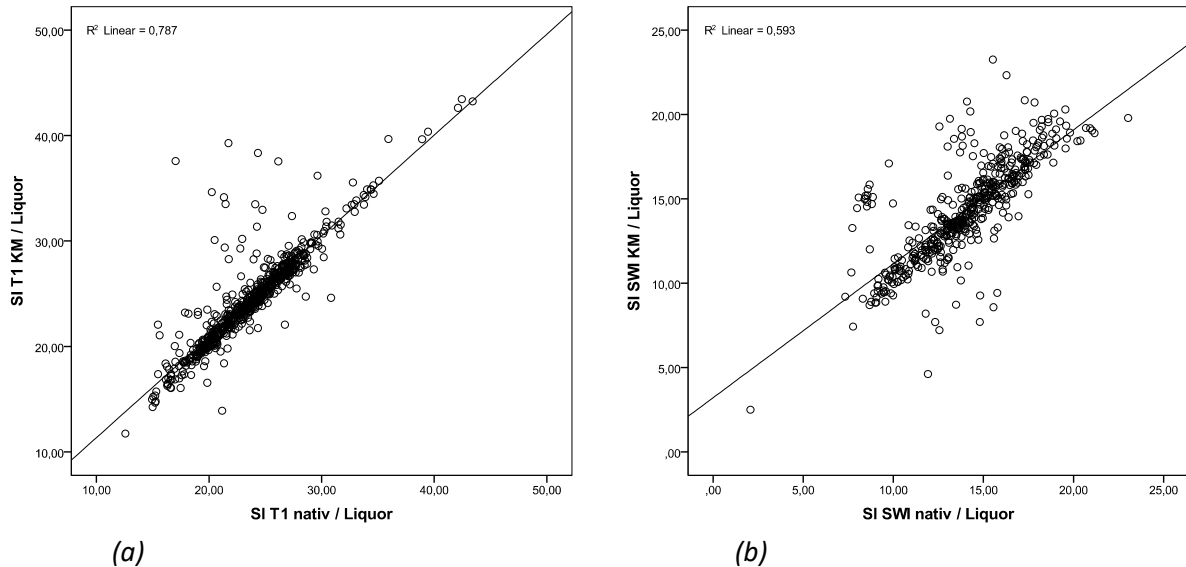 R² Linear = 0,787
50,00
40,00
30,00
20,00
10,00
SI T1 KM / Liquor
10,00 20,00 30,00 40,00 50,00
SI T1 nativ / Liquor
(a)
R² Linear = 0,593
25,00
20,00
15,00
10,00
5,00
,00
SI SWI KM / Liquor
,00 5,00 10,00 15,00 20,00 25,00
SI SWI nativ / Liquor
(b)